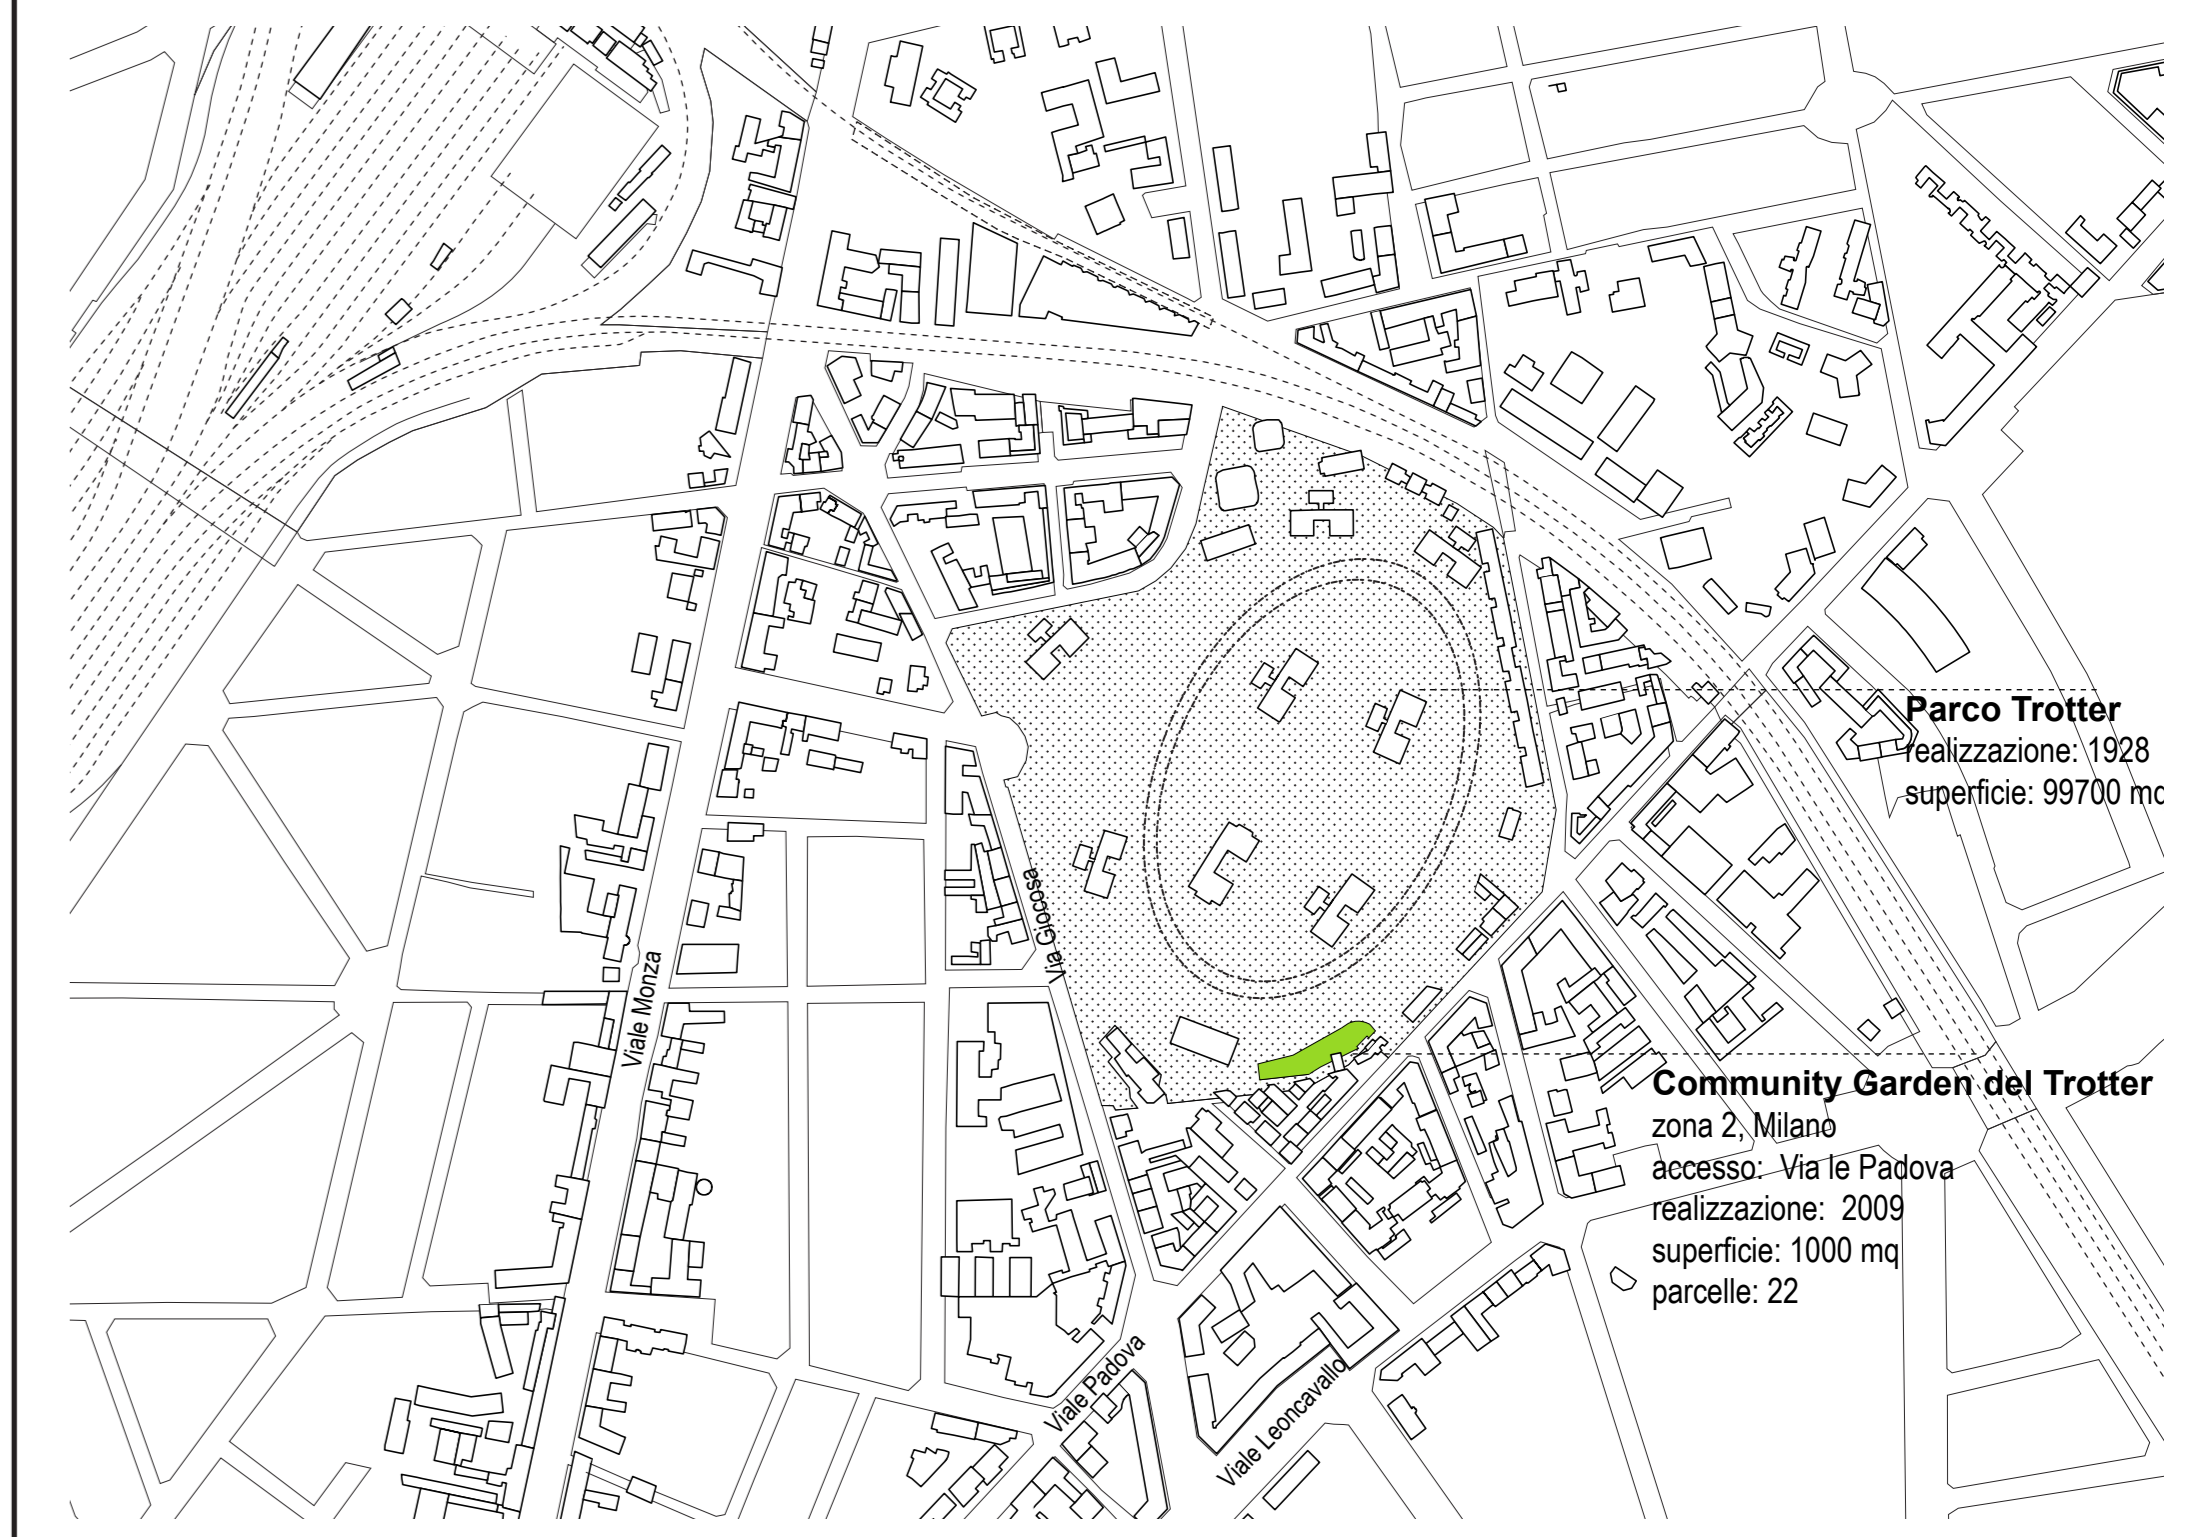 Parco Trotter
realizzazione: 1928
superficie: 99700 mq
Via Giocosa
Viale Monza
Community Garden del Trotter
zona 2, Milano
accesso: Via le Padova
realizzazione: 2009
superficie: 1000 mq
parcelle: 22
Viale Padova
Viale Leoncavallo